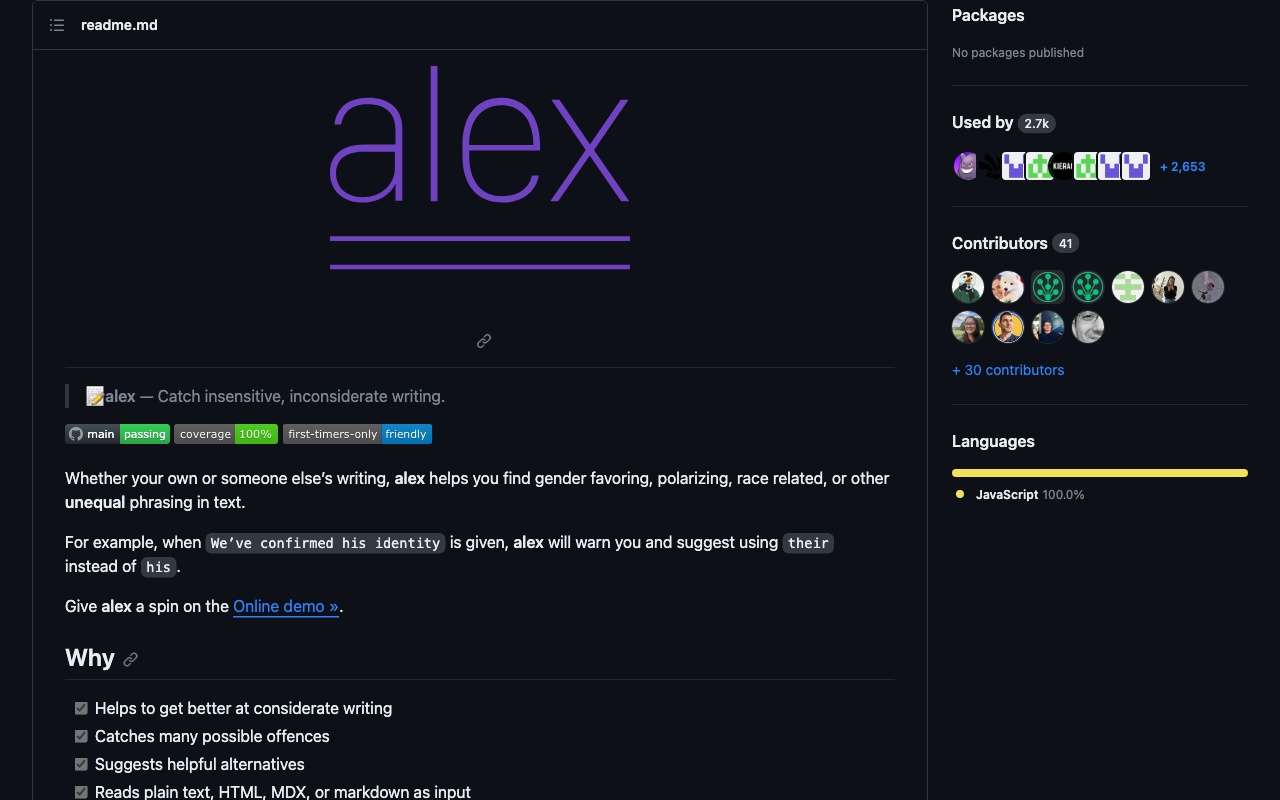 readme.md
alex
alex — Catch insensitive, inconsiderate writing.
main passing coverage 100% first-timers-only friendly
Whether your own or someone else’s writing, alex helps you find gender favoring, polarizing, race related, or other
unequal phrasing in text.
For example, when We’ve confirmed his identity is given, alex will warn you and suggest using their
instead of his.
Give alex a spin on the Online demo ».
Why
Helps to get better at considerate writing
Catches many possible offences
Suggests helpful alternatives
Reads plain text, HTML, MDX, or markdown as input
Packages
No packages published
Used by 2.7k
KIERAI
+ 2,653
Contributors 41
+ 30 contributors
Languages
JavaScript 100.0%